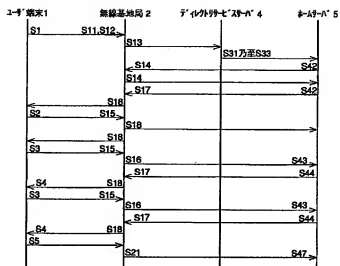 ユーザ端末1 無線基地局 2 ディレクトリサービスサーバ 4 ホームサーバ 5
S1 S11,S12
S13
S31乃至S33
S14 S42
S14
S17 S42
S18
S2 S15
S18
S18
S3 S15
S16 S43
S17 S44
S4 S18
S3 S15
S16 S43
S17 S44
S4 S18
S5
S21 S47